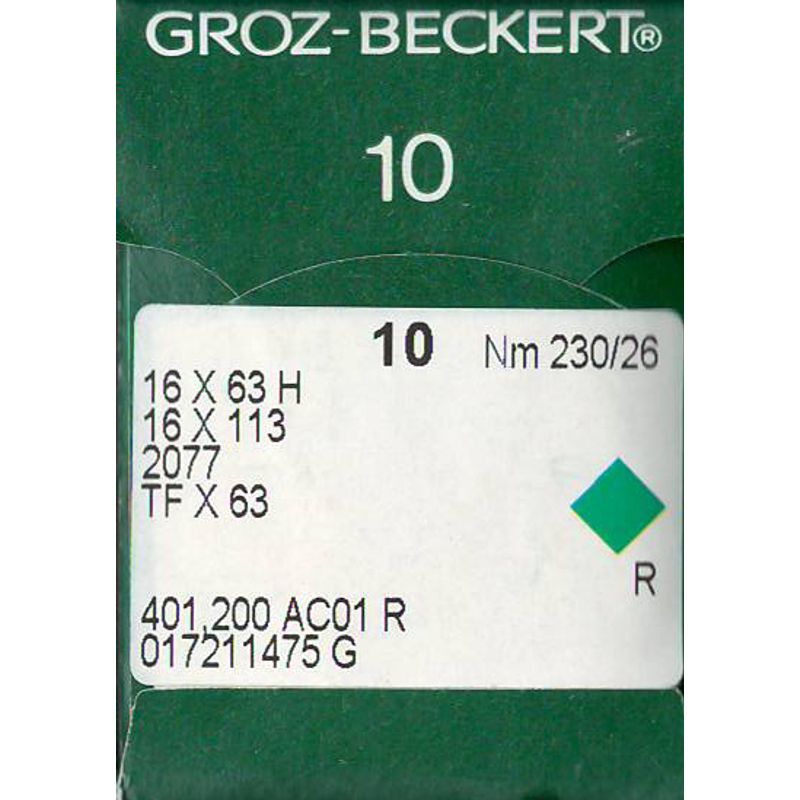 GROZ-BECKERT®
10
10 Nm 230/26
16 X 63 H
16 X 113
2077
TF X 63
R
401,200 AC01 R
017211475 G